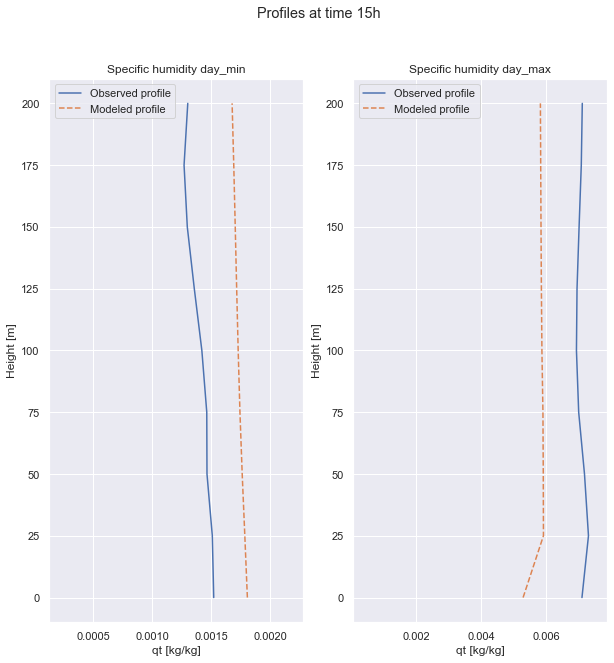 Profiles at time 15h
Specific humidity day_min
Observed profile
Modeled profile
200
175
150
125
100
75
50
25
0
Height [m]
0.0005 0.0010 0.0015 0.0020
qt [kg/kg]
Specific humidity day_max
Observed profile
Modeled profile
200
175
150
125
100
75
50
25
0
Height [m]
0.002 0.004 0.006
qt [kg/kg]